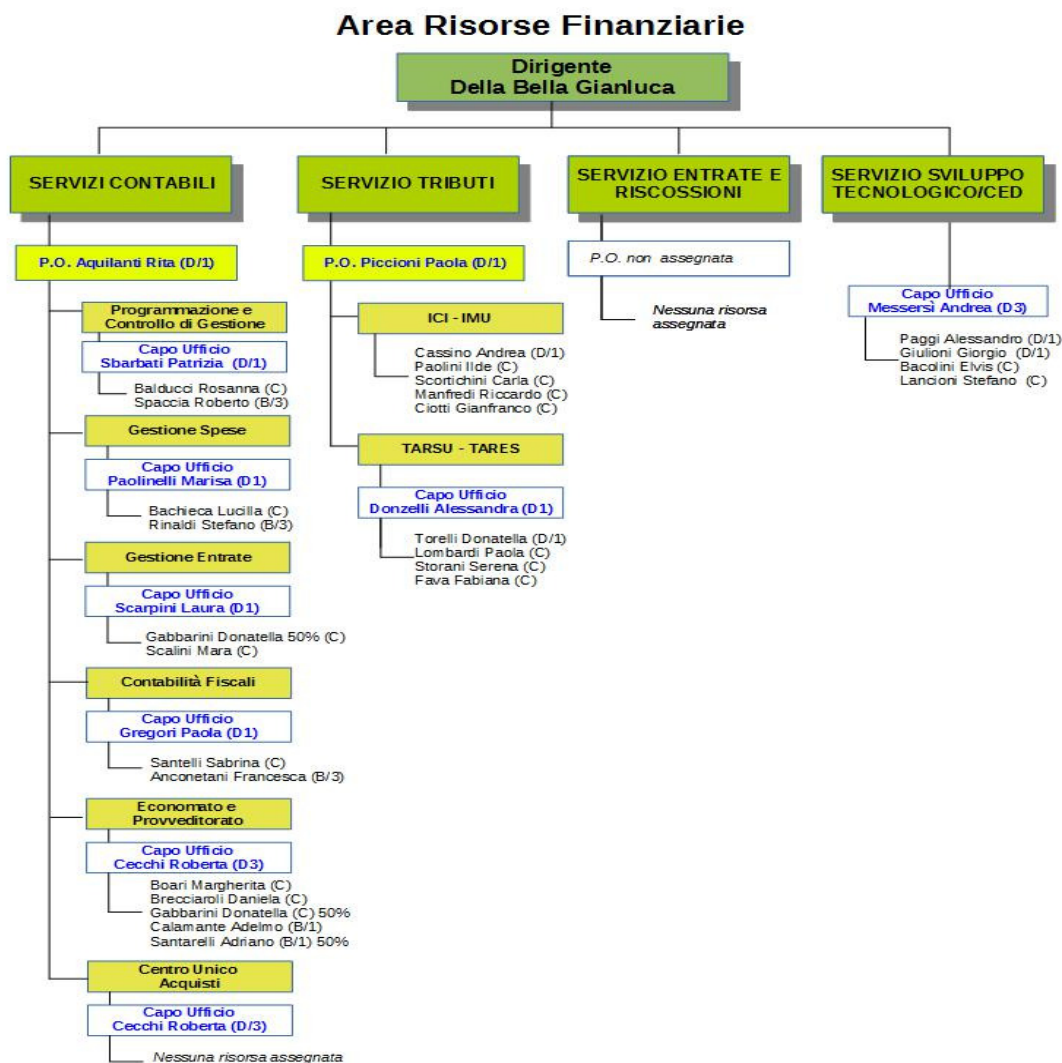 Area Risorse Finanziarie
Dirigente
Della Bella Gianluca
SERVIZI CONTABILI
P.O. Aquilanti Rita (D/1)
Programmazione e
Controllo di Gestione
Capo Ufficio
Sbarbati Patrizia (D/1)
Balducci Rosanna (C)
Spaccia Roberto (B/3)
Gestione Spese
Capo Ufficio
Paolinelli Marisa (D1)
Bachieca Lucilla (C)
Rinaldi Stefano (B/3)
Gestione Entrate
Capo Ufficio
Scarpini Laura (D1)
Gabbarini Donatella 50% (C)
Scalini Mara (C)
Contabilità Fiscali
Capo Ufficio
Gregori Paola (D1)
Santelli Sabrina (C)
Anconetani Francesca (B/3)
Economato e
Provveditorato
Capo Ufficio
Cecchi Roberta (D3)
Boari Margherita (C)
Brecciaroli Daniela (C)
Gabbarini Donatella (C) 50%
Calamante Adelmo (B/1)
Santarelli Adriano (B/1) 50%
Centro Unico
Acquisti
Capo Ufficio
Cecchi Roberta (D/3)
Nessuna risorsa assegnata
SERVIZIO TRIBUTI
P.O. Piccioni Paola (D/1)
ICI - IMU
Cassino Andrea (D/1)
Paolini Ilde (C)
Scortichini Carla (C)
Manfredi Riccardo (C)
Ciotti Gianfranco (C)
TARSU - TARES
Capo Ufficio
Donzelli Alessandra (D1)
Torelli Donatella (D/1)
Lombardi Paola (C)
Storani Serena (C)
Fava Fabiana (C)
SERVIZIO ENTRATE E
RISCOSSIONI
P.O. non assegnata
Nessuna risorsa
assegnata
SERVIZIO SVILUPPO
TECNOLOGICO/CED
Capo Ufficio
Messersì Andrea (D3)
Paggi Alessandro (D/1)
Giulioni Giorgio (D/1)
Bacolini Elvis (C)
Lancioni Stefano (C)